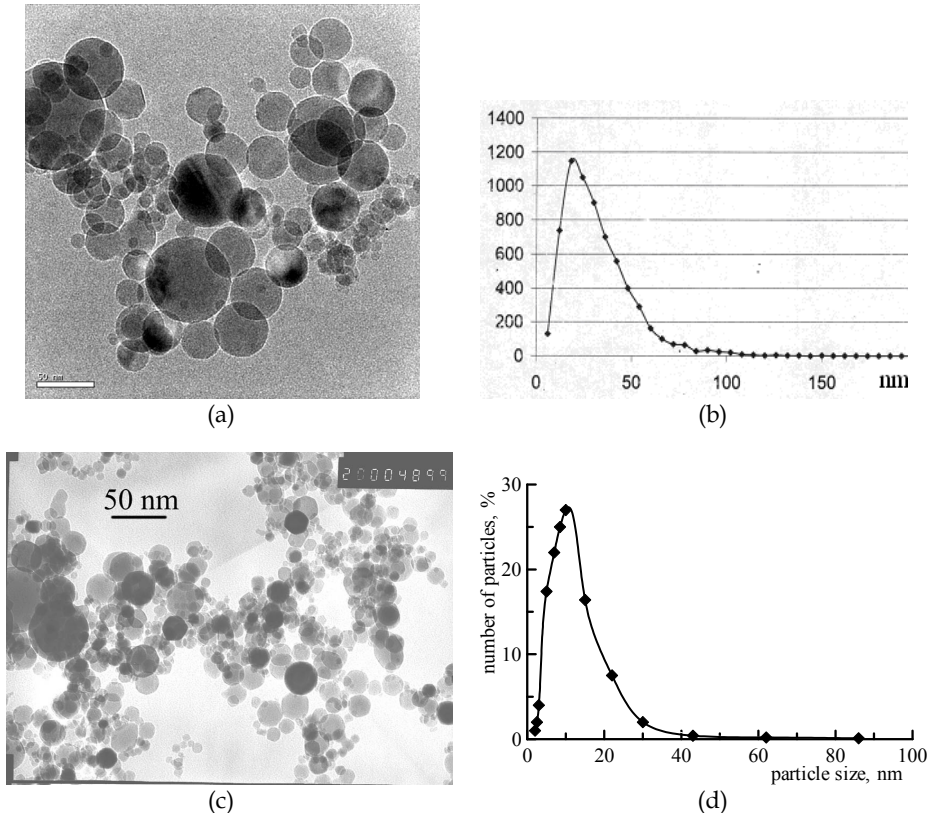 50 nm
(a)
1400
1200
1000
800
600
400
200
0
0 50 100 150 nm
(b)
50 nm
20004899
(c)
number of particles, %
30
20
10
0
0 20 40 60 80 100
particle size, nm
(d)